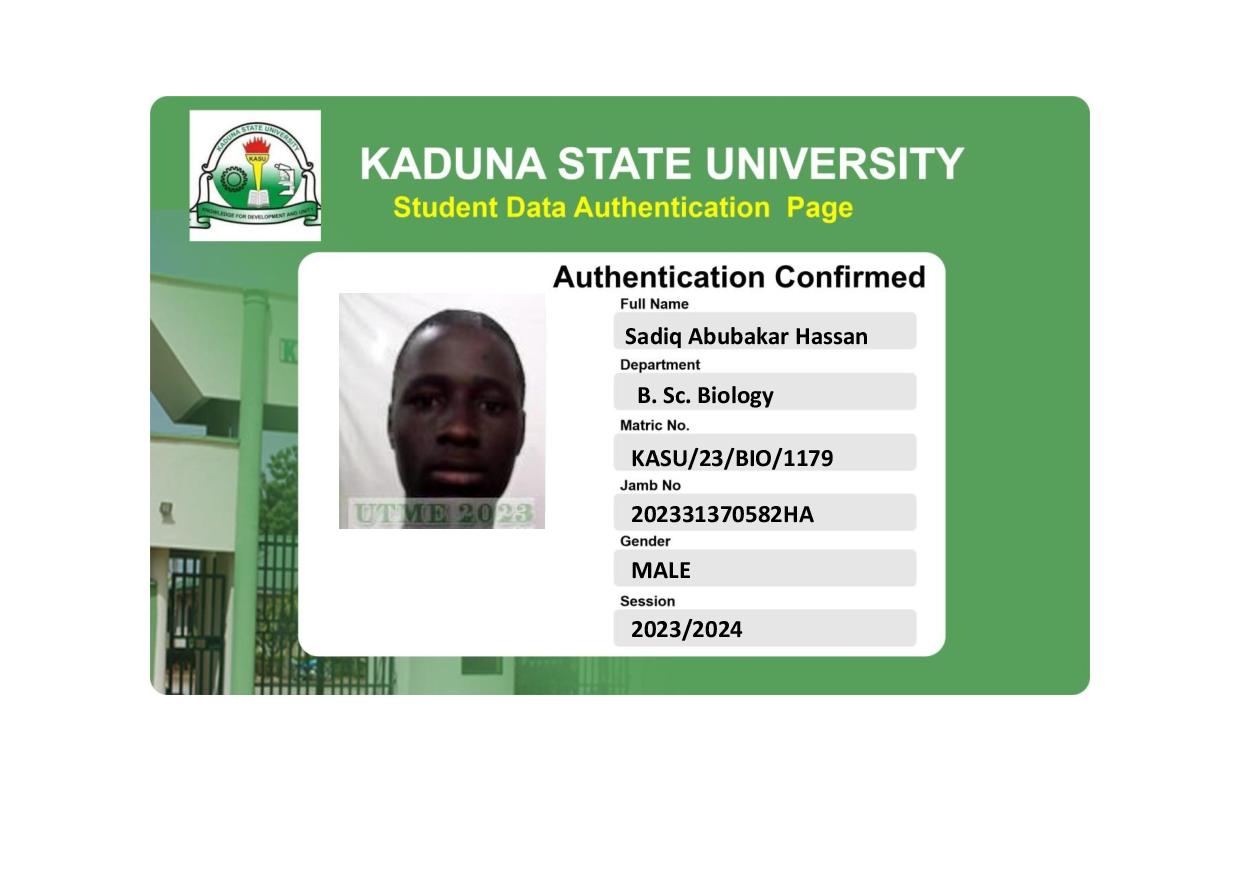 KADUNA STATE UNIVERSITY
KASU
KNOWLEDGE FOR DEVELOPMENT AND UNITY
KADUNA STATE UNIVERSITY
Student Data Authentication Page
Authentication Confirmed
Full Name
Sadiq Abubakar Hassan
Department
B. Sc. Biology
Matric No.
KASU/23/BIO/1179
Jamb No
202331370582HA
Gender
MALE
Session
2023/2024
UTME 2023
K